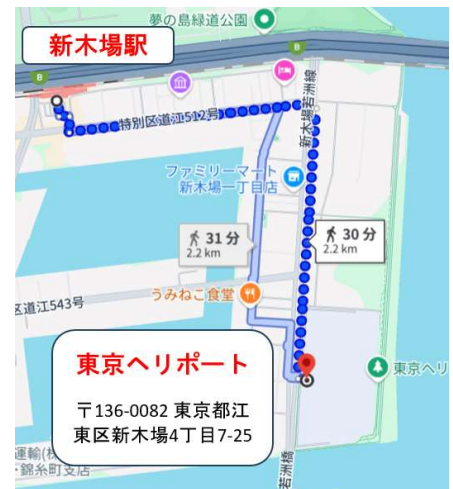 夢の島緑道公園
新木場駅
B
B
特別区道江512号
新木場若洲線
ファミリーマート
新木場一丁目店
31 分
2.2 km
30 分
2.2 km
うみねこ食堂
区道江543号
東京ヘリポート
〒136-0082 東京都江
東区新木場4丁目7-25
東京ヘリ
運輸(株
錦糸町支店
若洲橋